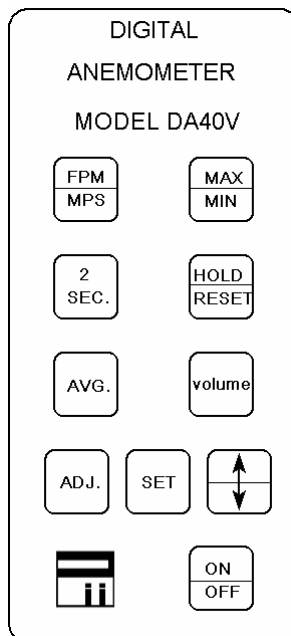 DIGITAL
ANEMOMETER
MODEL DA40V
FPM
MPS
MAX
MIN
2
SEC.
HOLD
RESET
AVG.
volume
ADJ.
SET
ON
OFF